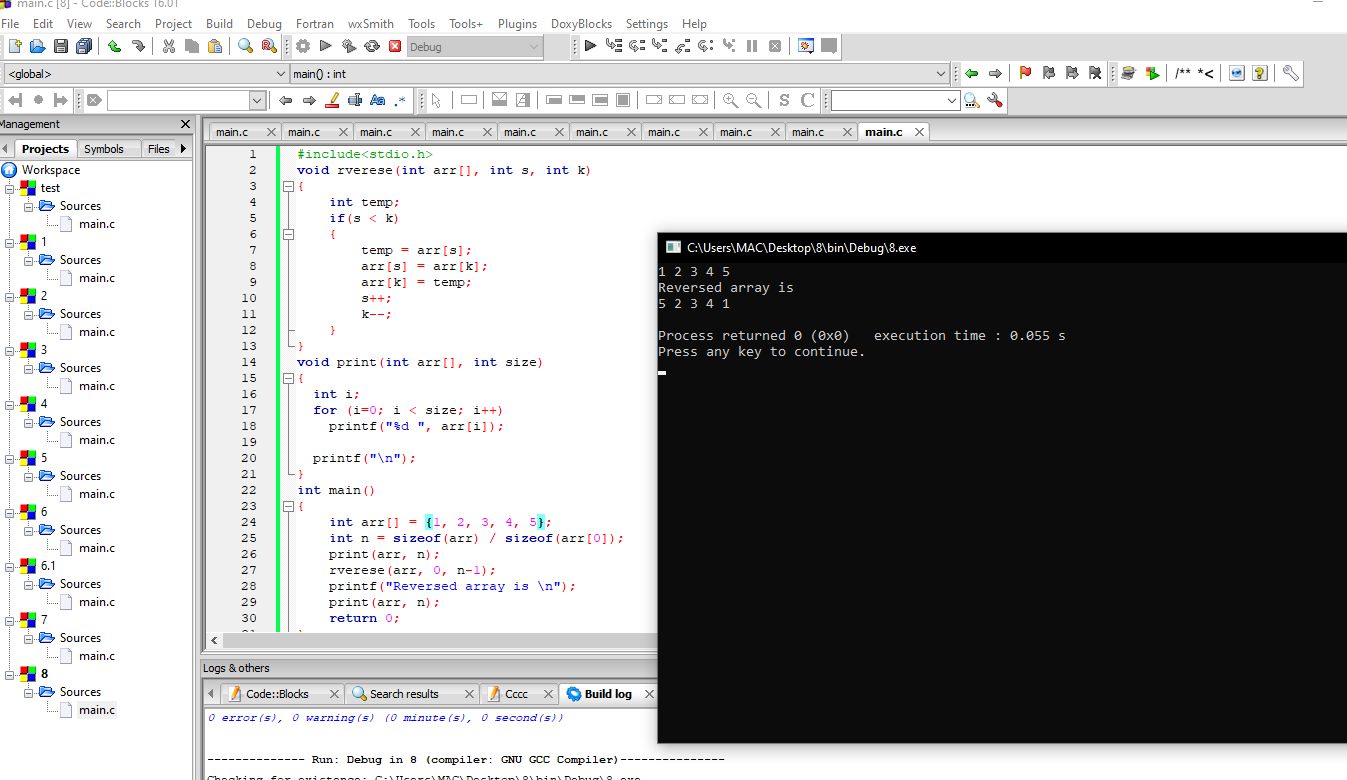 main.c [8] - Code::Blocks 16.01
File Edit View Search Project Build Debug Fortran wxSmith Tools Tools+ Plugins DoxyBlocks Settings Help
Debug
<global> main() : int
/** *<
Aa .* S C
Management
Projects Symbols Files
main.c main.c main.c main.c main.c main.c main.c main.c main.c main.c
Workspace
test
Sources
main.c
1
Sources
main.c
2
Sources
main.c
3
Sources
main.c
4
Sources
main.c
5
Sources
main.c
6
Sources
main.c
6.1
Sources
main.c
7
Sources
main.c
8
Sources
main.c
1 #include<stdio.h>
2 void rverese(int arr[], int s, int k)
3 {
4 int temp;
5 if(s < k)
6 {
7 temp = arr[s];
8 arr[s] = arr[k];
9 arr[k] = temp;
10 s++;
11 k--;
12 }
13 }
14 void print(int arr[], int size)
15 {
16 int i;
17 for (i=0; i < size; i++)
18 printf("%d ", arr[i]);
19
20 printf("\n");
21 }
22 int main()
23 {
24 int arr[] = {1, 2, 3, 4, 5};
25 int n = sizeof(arr) / sizeof(arr[0]);
26 print(arr, n);
27 rverese(arr, 0, n-1);
28 printf("Reversed array is \n");
29 print(arr, n);
30 return 0;
C:\Users\MAC\Desktop\8\bin\Debug\8.exe
1 2 3 4 5
Reversed array is
5 2 3 4 1
Process returned 0 (0x0)   execution time : 0.055 s
Press any key to continue.
Logs & others
Code::Blocks Search results Cccc Build log
0 error(s), 0 warning(s) (0 minute(s), 0 second(s))
-------------- Run: Debug in 8 (compiler: GNU GCC Compiler)---------------
Checking for existence: C:\Users\MAC\Desktop\8\bin\Debug\8.exe